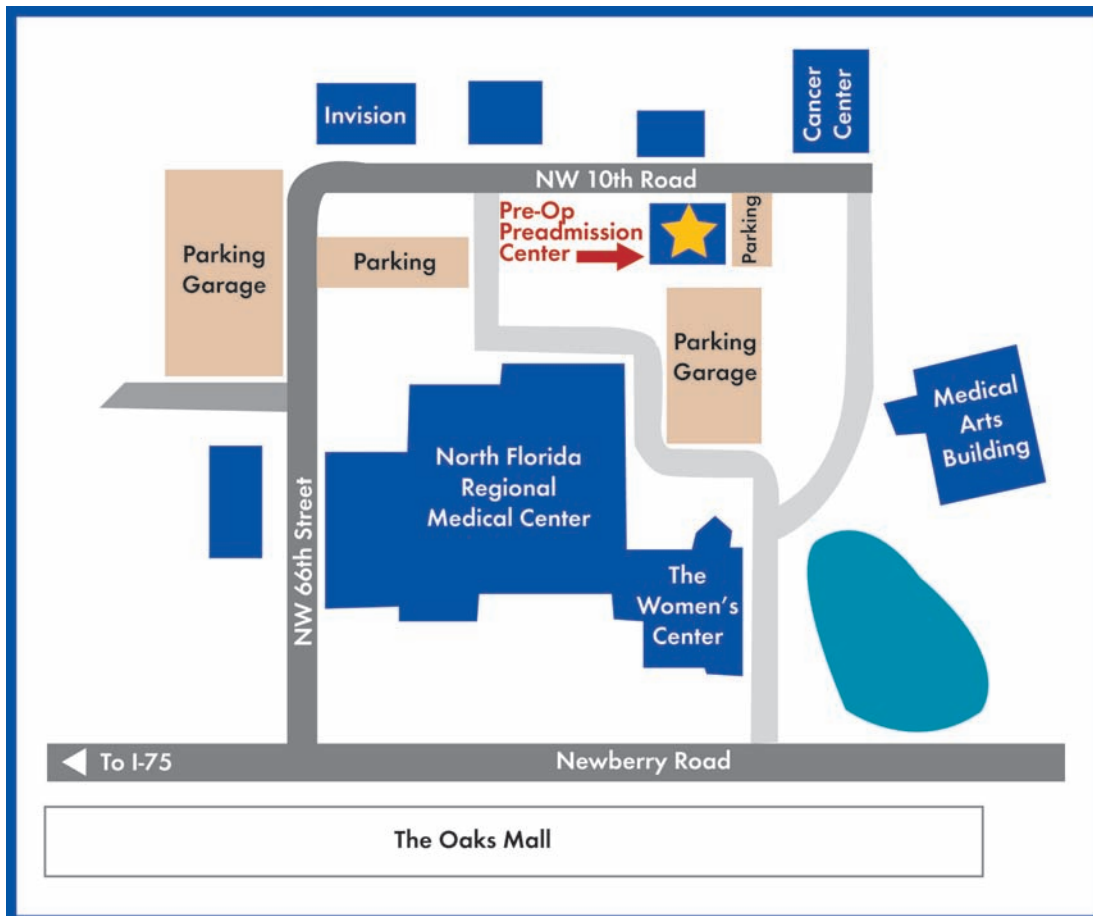 Invision
Cancer
Center
NW 10th Road
Pre-Op
Preadmission
Center
Parking
Parking
Garage
Parking
Parking
Garage
Medical
Arts
Building
North Florida
Regional
Medical Center
NW 66th Street
The
Women's
Center
To I-75
Newberry Road
The Oaks Mall